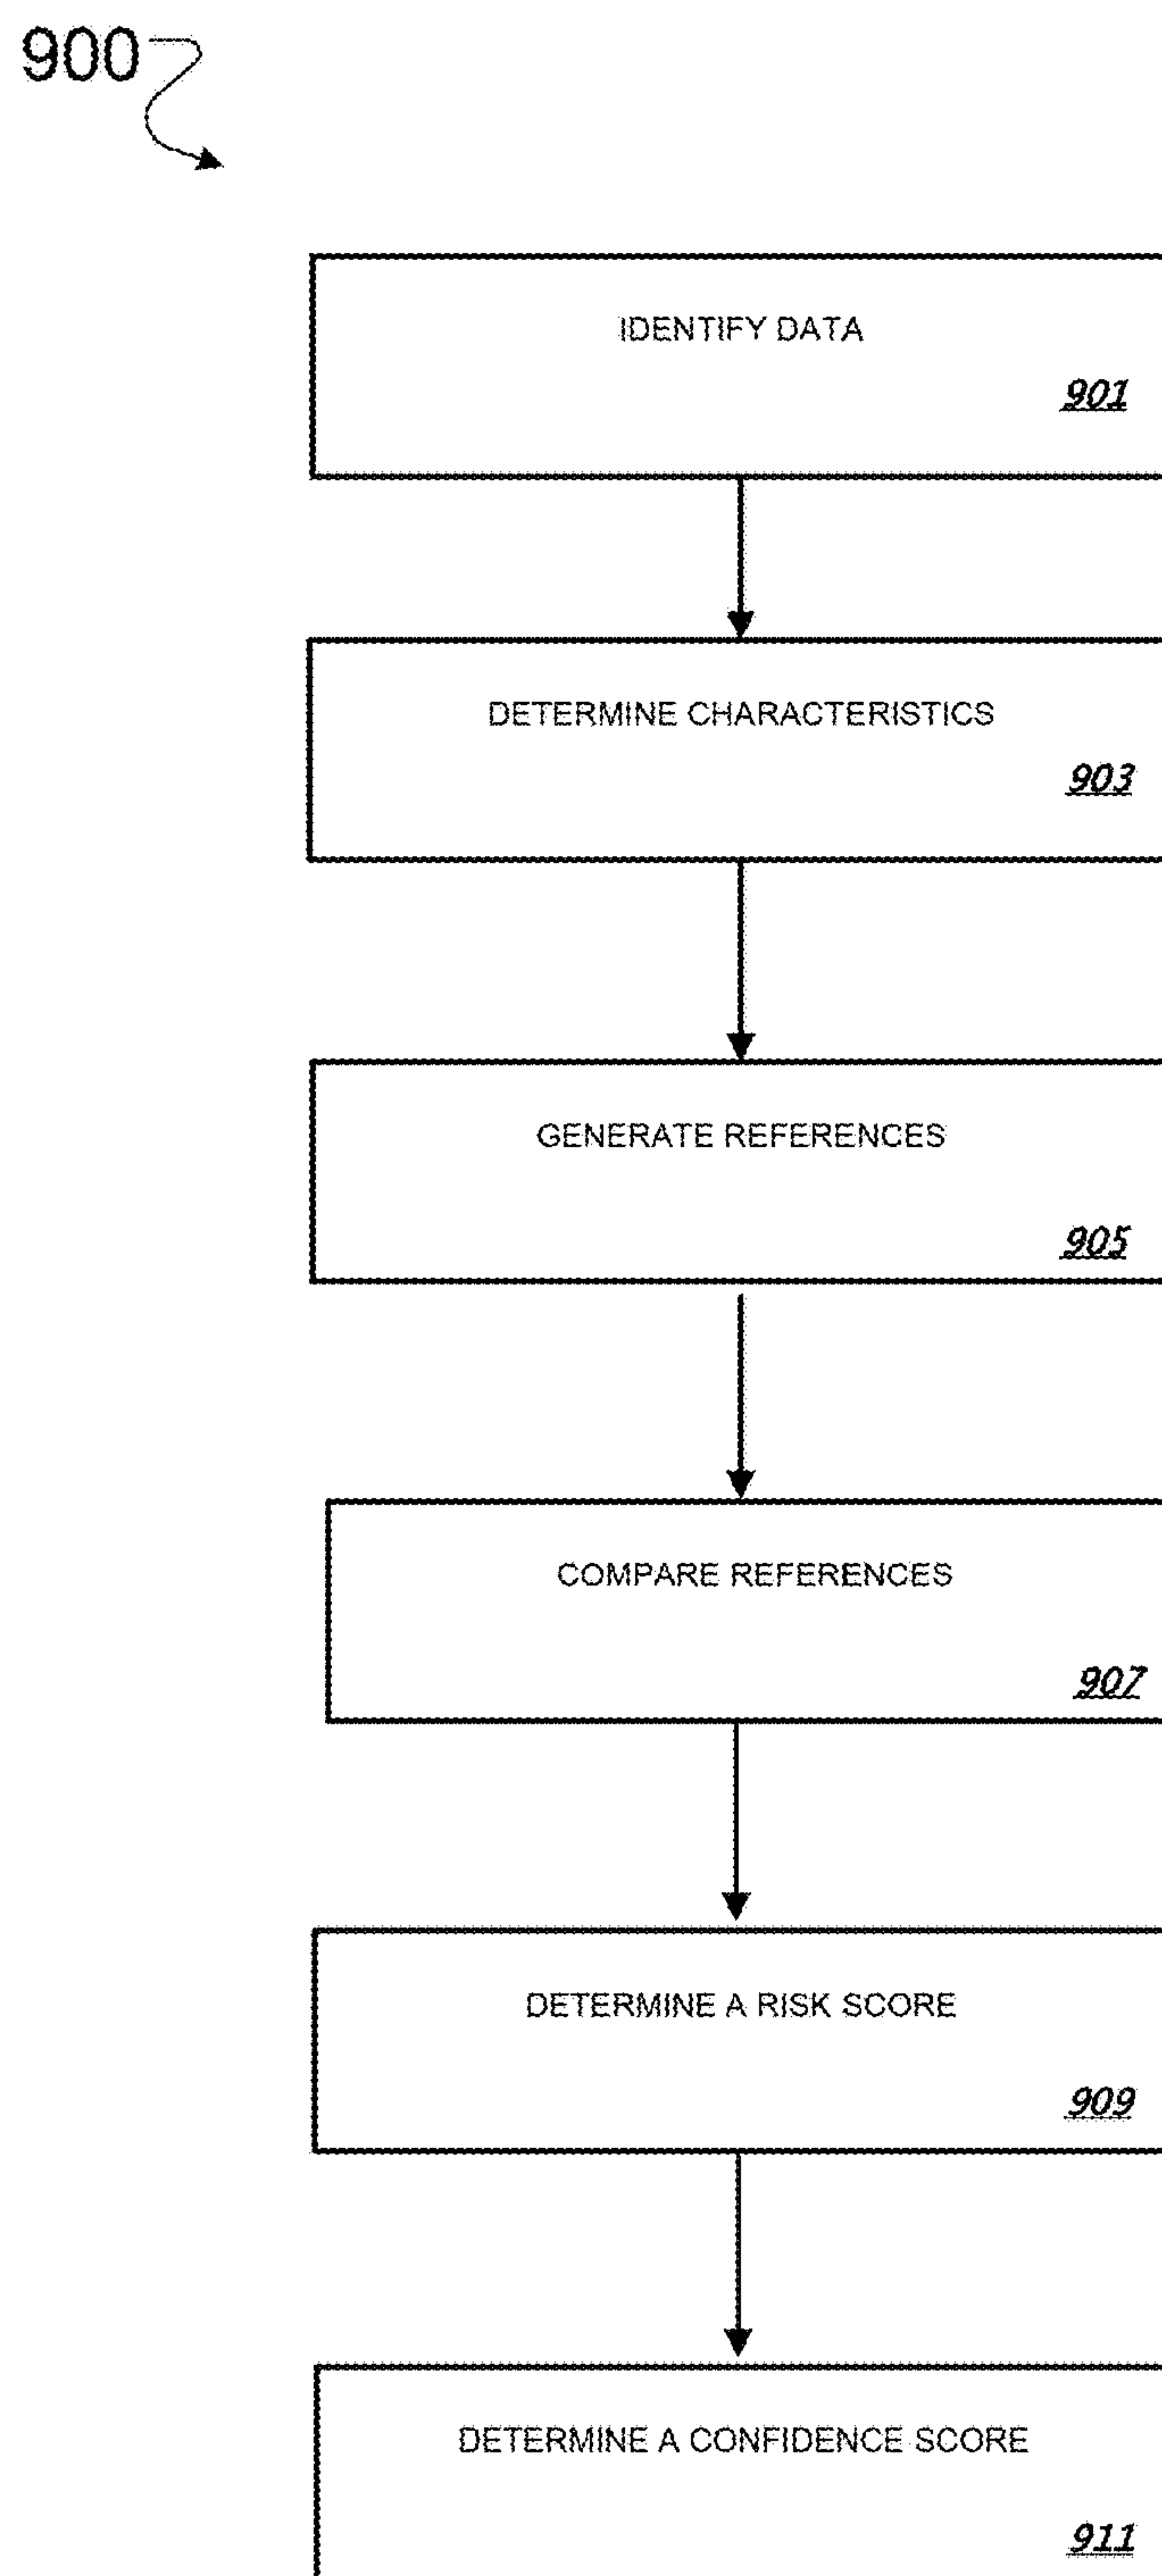 900
IDENTIFY DATA
901
DETERMINE CHARACTERISTICS
903
GENERATE REFERENCES
905
COMPARE REFERENCES
907
DETERMINE A RISK SCORE
909
DETERMINE A CONFIDENCE SCORE
911